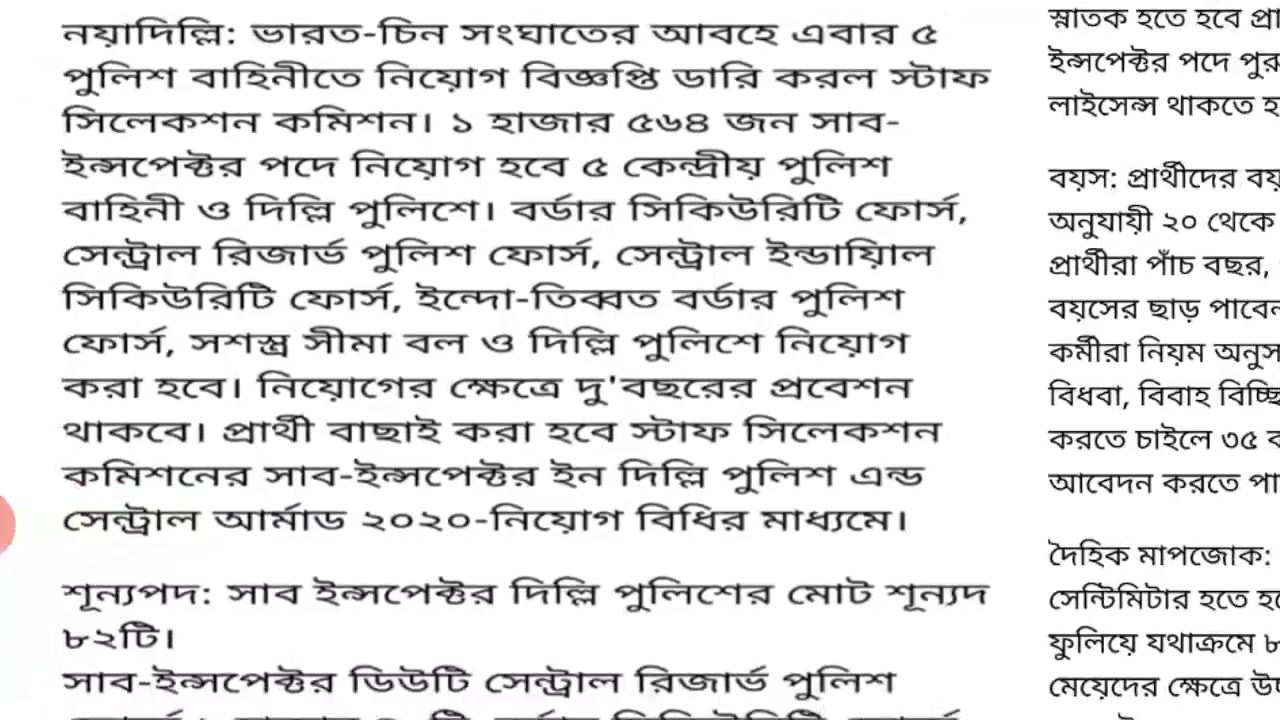 নয়াদিল্লি: ভারত-চিন সংঘাতের আবহে এবার ৫
পুলিশ বাহিনীতে নিয়োগ বিজ্ঞপ্তি ডারি করল স্টাফ
সিলেকশন কমিশন। ১ হাজার ৫৬৪ জন সাব-
ইন্সপেক্টর পদে নিয়োগ হবে ৫ কেন্দ্রীয় পুলিশ
বাহিনী ও দিল্লি পুলিশে। বর্ডার সিকিউরিটি ফোর্স,
সেন্ট্রাল রিজার্ভ পুলিশ ফোর্স, সেন্ট্রাল ইন্ডায়িাল
সিকিউরিটি ফোর্স, ইন্দো-তিব্বত বর্ডার পুলিশ
ফোর্স, সশস্ত্র সীমা বল ও দিল্লি পুলিশে নিয়োগ
করা হবে। নিয়োগের ক্ষেত্রে দু'বছরের প্রবেশন
থাকবে। প্রার্থী বাছাই করা হবে স্টাফ সিলেকশন
কমিশনের সাব-ইন্সপেক্টর ইন দিল্লি পুলিশ এন্ড
সেন্ট্রাল আর্মাড ২০২০-নিয়োগ বিধির মাধ্যমে।
শূন্যপদ: সাব ইন্সপেক্টর দিল্লি পুলিশের মোট শূন্যদ
৮২টি।
সাব-ইন্সপেক্টর ডিউটি সেন্ট্রাল রিজার্ভ পুলিশ
স্নাতক হতে হবে
ইন্সপেক্টর পদে
লাইসেন্স থাকতে
বয়স: প্রার্থীদের
অনুযায়ী ২০ থেকে
প্রার্থীরা পাঁচ বছর,
বয়সের ছাড়
কর্মীরা নিয়ম
বিধবা, বিবাহ
করতে চাইলে ৩৫
আবেদন করতে
দৈহিক মাপজোক:
সেন্টিমিটার হতে
ফুলিয়ে যথাক্রমে
মেয়েদের ক্ষেত্রে